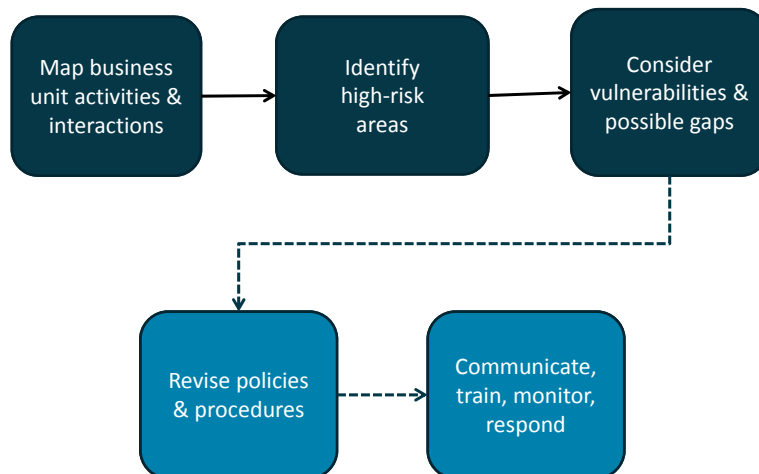 Map business
unit activities &
interactions
Identify
high-risk
areas
Consider
vulnerabilities &
possible gaps
Revise policies
& procedures
Communicate,
train, monitor,
respond